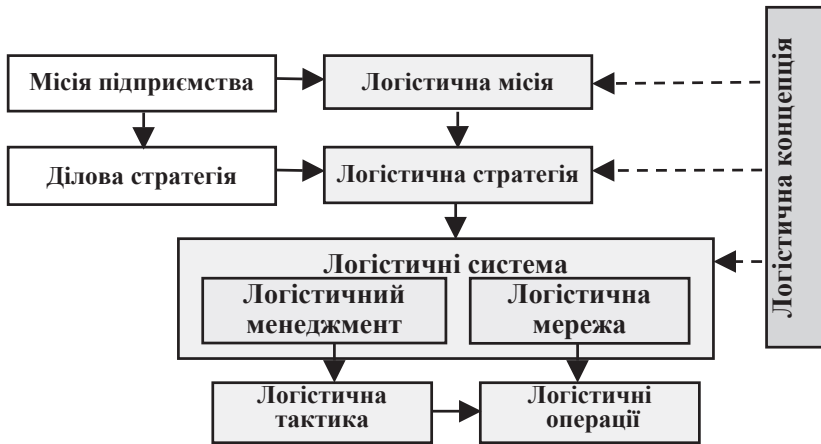 Місія підприємства
Логістична місія
Ділова стратегія
Логістична стратегія
Логістичні система
Логістичний
менеджмент
Логістична
мережа
Логістична
тактика
Логістичні
операції
Логістична концепція